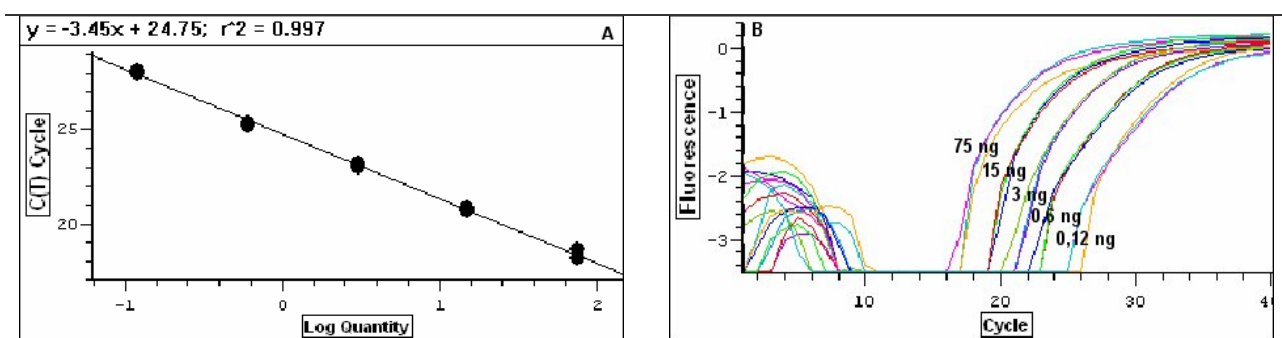 y = -3.45x + 24.75; r^2 = 0.997
A
C(T) Cycle
25
20
-1
0
1
2
Log Quantity
B
Fluorescence
0
-1
-2
-3
75 ng
15 ng
3 ng
0,6 ng
0,12 ng
10
20
30
4
Cycle